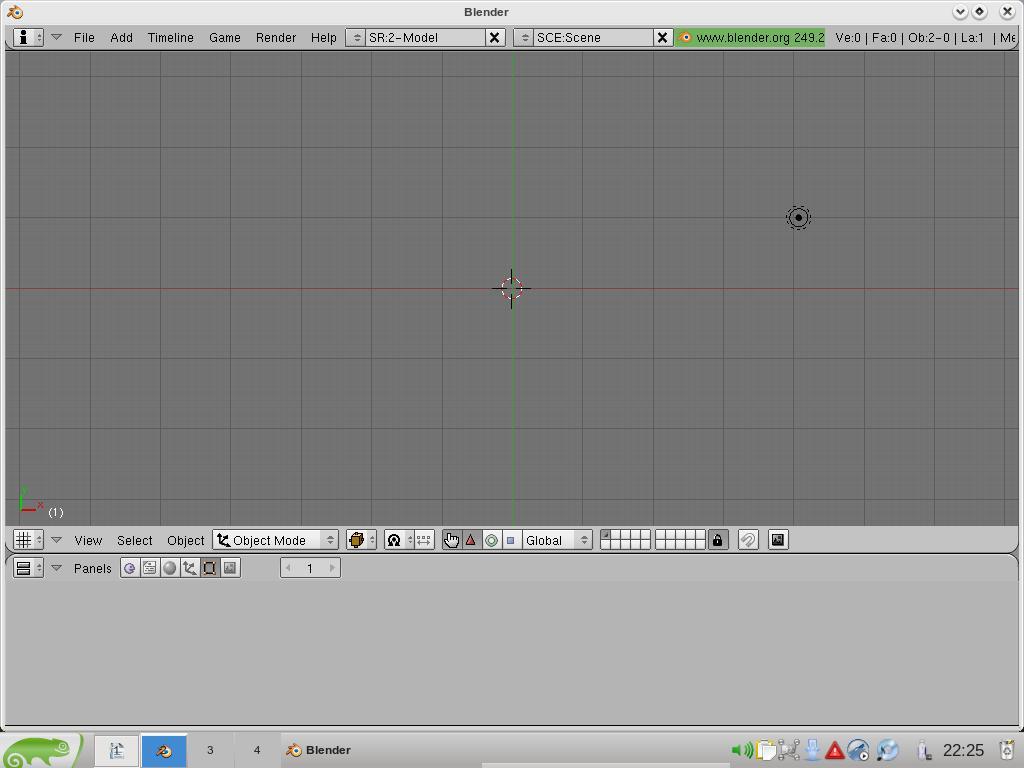 Blender
File Add Timeline Game Render Help SR:2-Model SCE:Scene www.blender.org 249.2 Ve:0 | Fa:0 | Ob:2-0 | La:1 | Me
y
x
(1)
View Select Object Object Mode Global
Panels 1
3 4 Blender 22:25